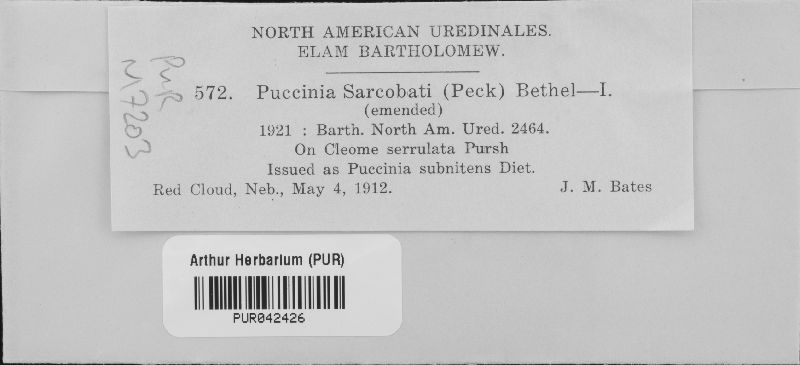 NORTH AMERICAN UREDINALES.
ELAM BARTHOLOMEW.
572. Puccinia Sarcobati (Peck) Bethel—I.
(emended)
1921 : Barth. North Am. Ured. 2464.
On Cleome serrulata Pursh
Issued as Puccinia subnitens Diet.
Red Cloud, Neb., May 4, 1912. J. M. Bates
PUR
N7203
Arthur Herbarium (PUR)
PUR042426